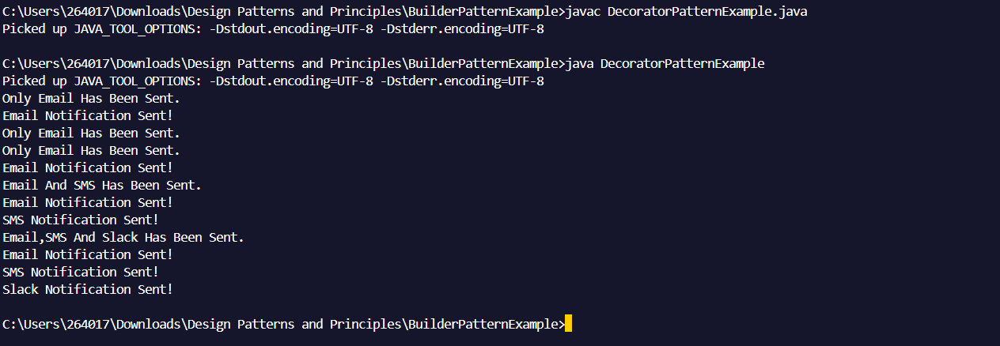 C:\Users\264017\Downloads\Design Patterns and Principles\BuilderPatternExample>javac DecoratorPatternExample.java
Picked up JAVA_TOOL_OPTIONS: -Dstdout.encoding=UTF-8 -Dstderr.encoding=UTF-8
C:\Users\264017\Downloads\Design Patterns and Principles\BuilderPatternExample>java DecoratorPatternExample
Picked up JAVA_TOOL_OPTIONS: -Dstdout.encoding=UTF-8 -Dstderr.encoding=UTF-8
Only Email Has Been Sent.
Email Notification Sent!
Only Email Has Been Sent.
Only Email Has Been Sent.
Email Notification Sent!
Email And SMS Has Been Sent.
Email Notification Sent!
SMS Notification Sent!
Email,SMS And Slack Has Been Sent.
Email Notification Sent!
SMS Notification Sent!
Slack Notification Sent!
C:\Users\264017\Downloads\Design Patterns and Principles\BuilderPatternExample>